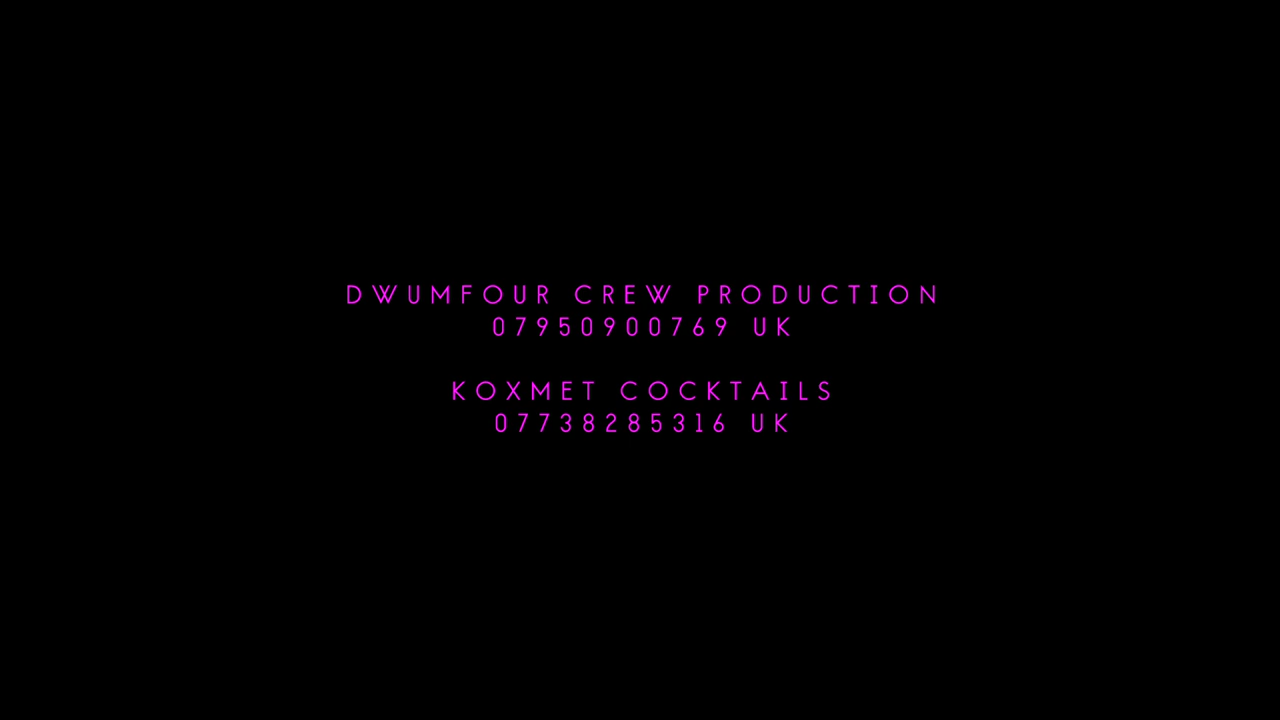 DWUMFOUR CREW PRODUCTION
07950900769 UK
KOXMET COCKTAILS
07738285316 UK